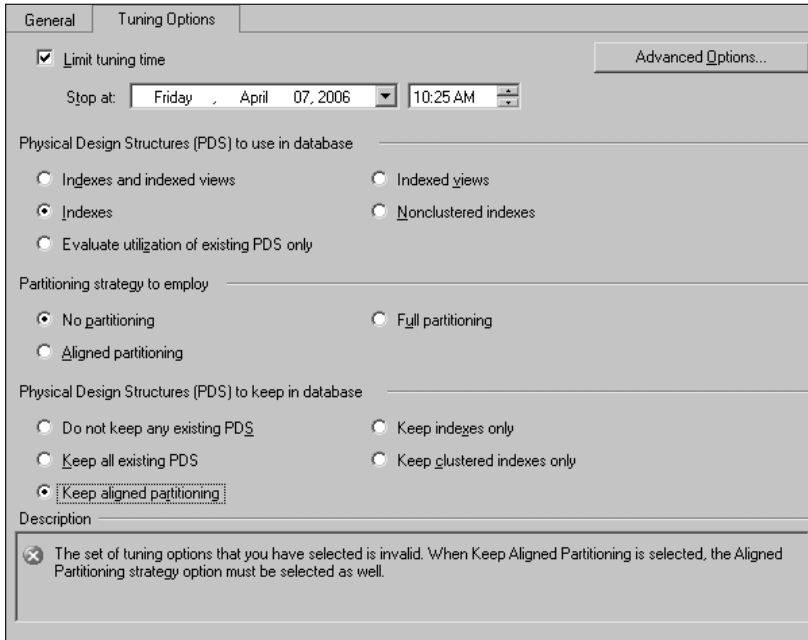 General
Tuning Options
Limit tuning time
Advanced Options...
Stop at:
Friday , April 07, 2006
10:25 AM
Physical Design Structures (PDS) to use in database
Indexes and indexed views
Indexed views
Indexes
Nonclustered indexes
Evaluate utilization of existing PDS only
Partitioning strategy to employ
No partitioning
Full partitioning
Aligned partitioning
Physical Design Structures (PDS) to keep in database
Do not keep any existing PDS
Keep indexes only
Keep all existing PDS
Keep clustered indexes only
Keep aligned partitioning
Description
The set of tuning options that you have selected is invalid. When Keep Aligned Partitioning is selected, the Aligned
Partitioning strategy option must be selected as well.